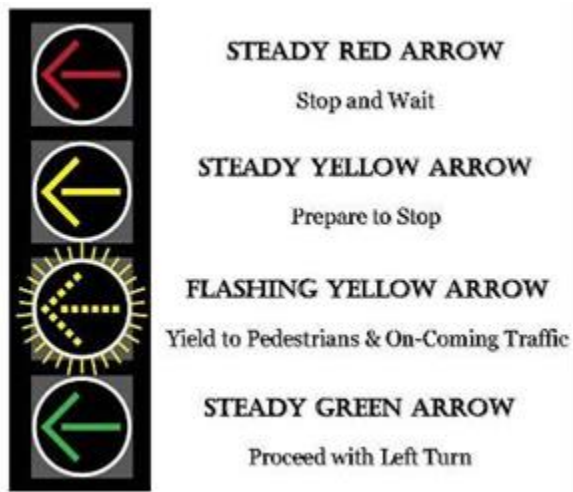 STEADY RED ARROW
Stop and Wait
STEADY YELLOW ARROW
Prepare to Stop
FLASHING YELLOW ARROW
Yield to Pedestrians & On-Coming Traffic
STEADY GREEN ARROW
Proceed with Left Turn